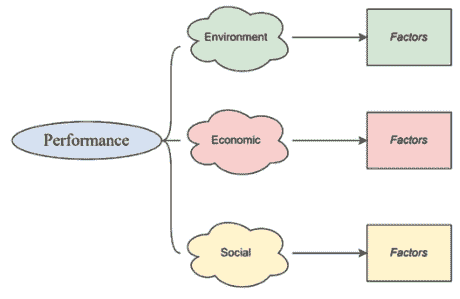 Environment
Factors
Performance
Economic
Factors
Social
Factors